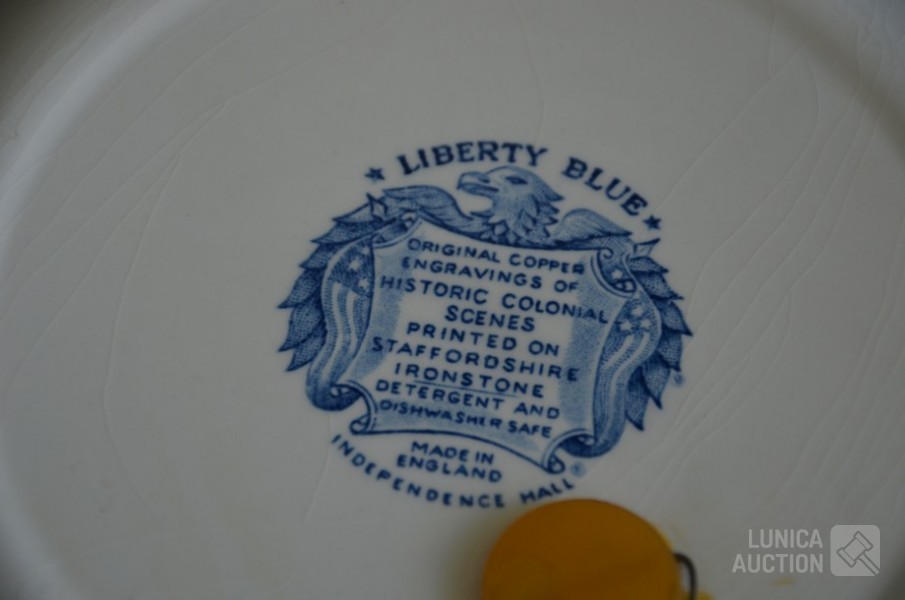 LIBERTY BLUE
ORIGINAL COPPER
ENGRAVINGS OF
HISTORIC COLONIAL
SCENES
PRINTED ON
STAFFORDSHIRE
IRONSTONE
DETERGENT AND
DISHWASHER SAFE
MADE IN
ENGLAND
INDEPENDENCE HALL
LUNICA
AUCTION